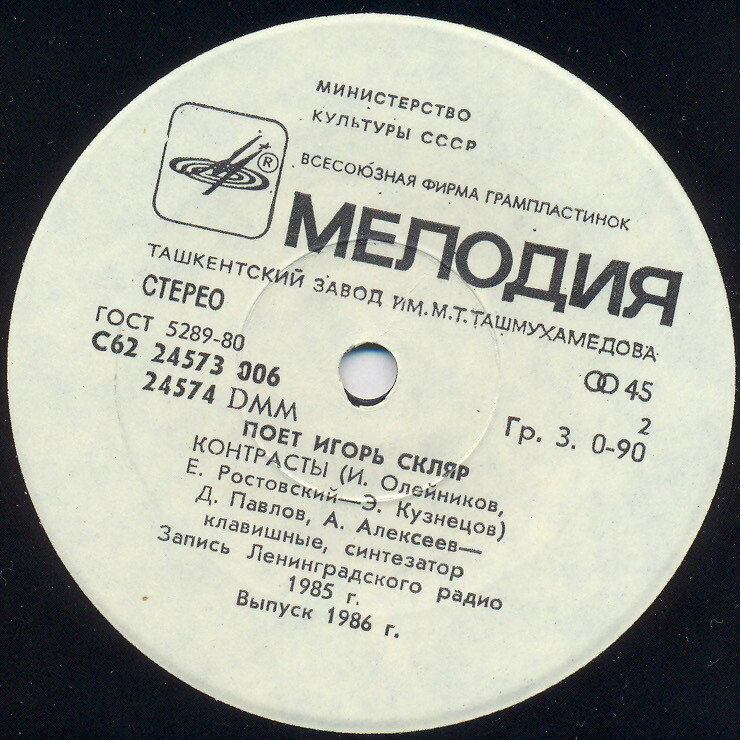 МИНИСТЕРСТВО
КУЛЬТУРЫ СССР
ВСЕСОЮЗНАЯ ФИРМА ГРАМПЛАСТИНОК
®
МЕЛОДИЯ
ТАШКЕНТСКИЙ ЗАВОД ИМ. М.Т. ТАШМУХАМЕДОВА
СТЕРЕО
ГОСТ 5289-80
С62 24573 006
24574 DMM
45
2
Гр. 3. 0-90
ПОЕТ ИГОРЬ СКЛЯР
КОНТРАСТЫ (И. Олейников,
Е. Ростовский—Э. Кузнецов)
Д. Павлов, А. Алексеев—
клавишные, синтезатор
Запись Ленинградского радио
1985 г.
Выпуск 1986 г.